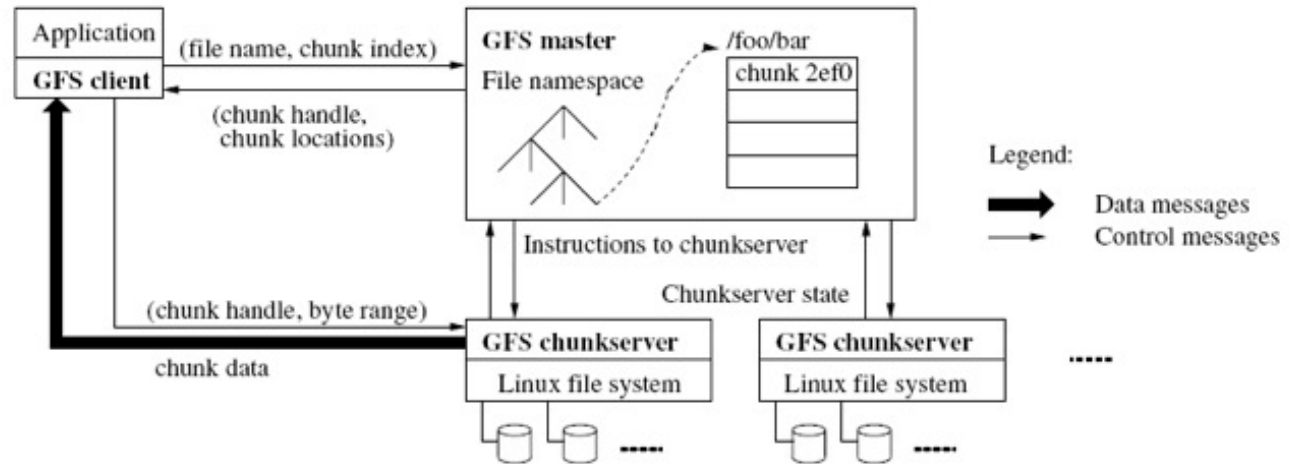 Application
GFS client
(file name, chunk index)
(chunk handle,
chunk locations)
GFS master
File namespace
/foo/bar
chunk 2ef0
Legend:
Data messages
Control messages
Instructions to chunkserver
Chunkserver state
(chunk handle, byte range)
chunk data
GFS chunkserver
Linux file system
GFS chunkserver
Linux file system